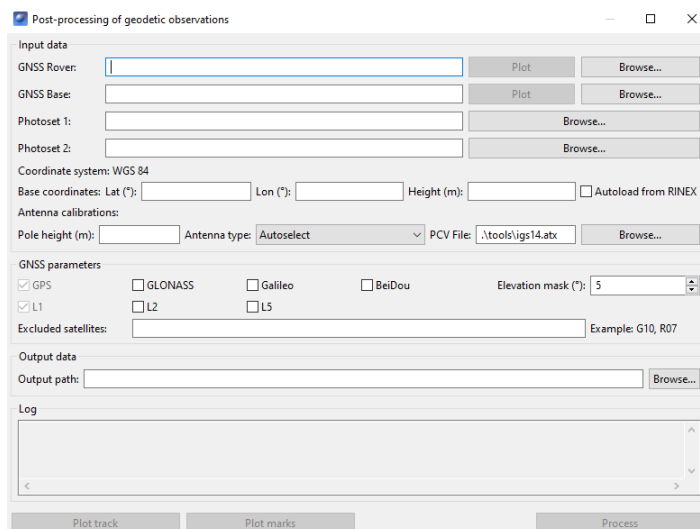 Post-processing of geodetic observations
Input data
GNSS Rover: Plot Browse...
GNSS Base: Plot Browse...
Photoset 1: Browse...
Photoset 2: Browse...
Coordinate system: WGS 84
Base coordinates: Lat (°): Lon (°): Height (m): Autoload from RINEX
Antenna calibrations:
Pole height (m): Antenna type: Autoselect PCV File: .\tools\igs14.atx Browse...
GNSS parameters
GPS GLONASS Galileo BeiDou Elevation mask (°): 5
L1 L2 L5
Excluded satellites: Example: G10, R07
Output data
Output path: Browse...
Log
Plot track Plot marks Process